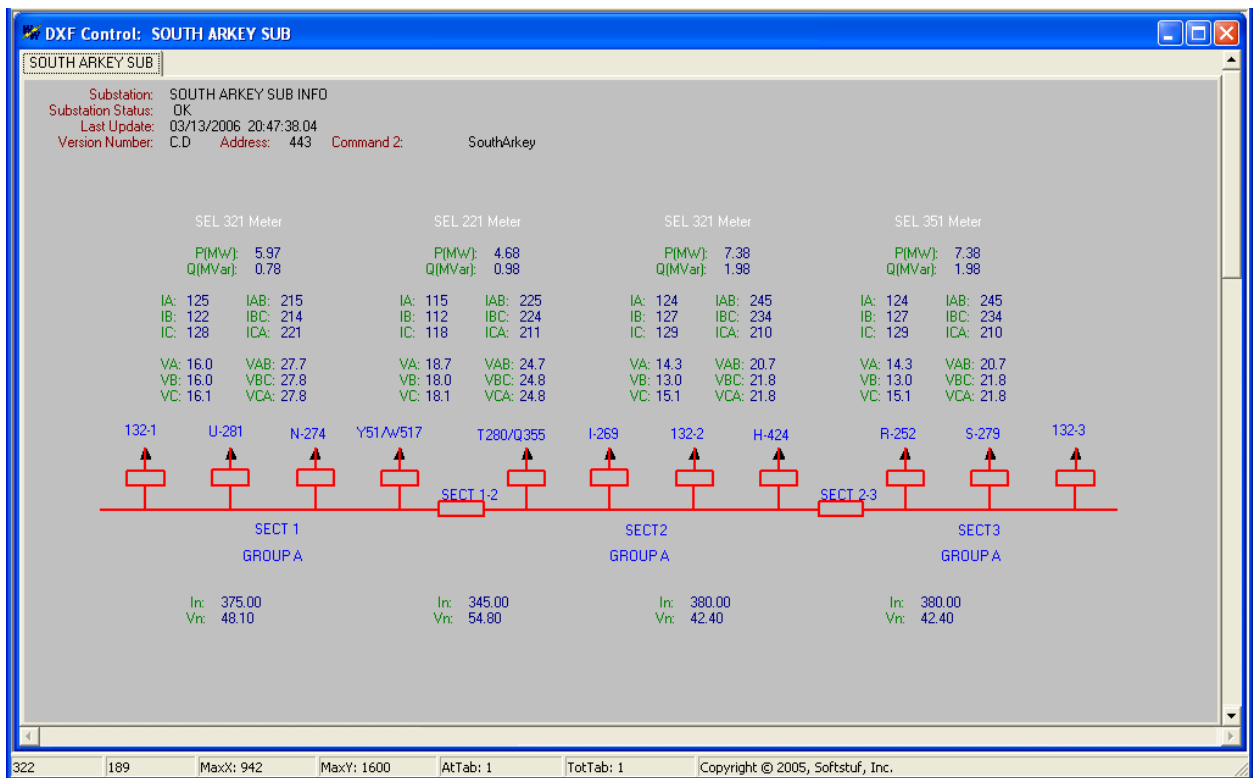 DXF Control: SOUTH ARKEY SUB
SOUTH ARKEY SUB
Substation: SOUTH ARKEY SUB INFO
Substation Status: OK
Last Update: 03/13/2006 20:47:38.04
Version Number: C.D Address: 443 Command 2: SouthArkey
SEL 321 Meter SEL 221 Meter SEL 321 Meter SEL 351 Meter
P(MW): 5.97 P(MW): 4.68 P(MW): 7.38 P(MW): 7.38
Q(MVar): 0.78 Q(MVar): 0.98 Q(MVar): 1.98 Q(MVar): 1.98
IA: 125 IAB: 215 IA: 115 IAB: 225 IA: 124 IAB: 245 IA: 124 IAB: 245
IB: 122 IBC: 214 IB: 112 IBC: 224 IB: 127 IBC: 234 IB: 127 IBC: 234
IC: 128 ICA: 221 IC: 118 ICA: 211 IC: 129 ICA: 210 IC: 129 ICA: 210
VA: 16.0 VAB: 27.7 VA: 18.7 VAB: 24.7 VA: 14.3 VAB: 20.7 VA: 14.3 VAB: 20.7
VB: 16.0 VBC: 27.8 VB: 18.0 VBC: 24.8 VB: 13.0 VBC: 21.8 VB: 13.0 VBC: 21.8
VC: 16.1 VCA: 27.8 VC: 18.1 VCA: 24.8 VC: 15.1 VCA: 21.8 VC: 15.1 VCA: 21.8
132-1 U-281 N-274 Y51/W517 T280/Q355 I-269 132-2 H-424 R-252 S-279 132-3
SECT 1-2 SECT 2-3
SECT 1 SECT2 SECT3
GROUP A GROUP A GROUP A
In: 375.00 In: 345.00 In: 380.00 In: 380.00
Vn: 48.10 Vn: 54.80 Vn: 42.40 Vn: 42.40
322 189 MaxX: 942 MaxY: 1600 AtTab: 1 TotTab: 1 Copyright © 2005, Softstuf, Inc.